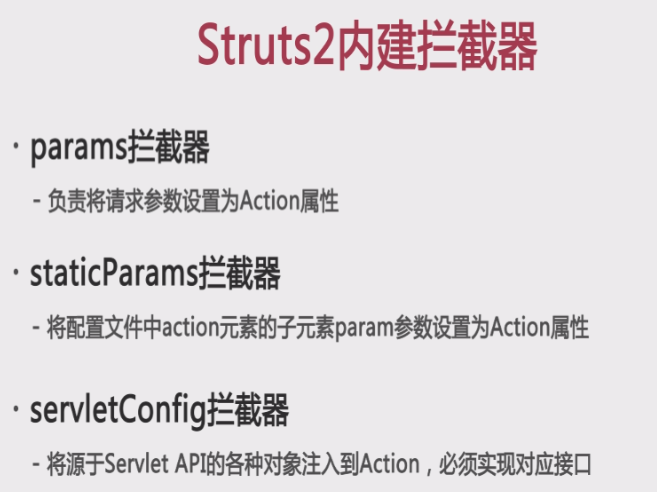 Struts2内建拦截器
· params拦截器
- 负责将请求参数设置为Action属性
· staticParams拦截器
- 将配置文件中action元素的子元素param参数设置为Action属性
· servletConfig拦截器
- 将源于Servlet API的各种对象注入到Action，必须实现对应接口